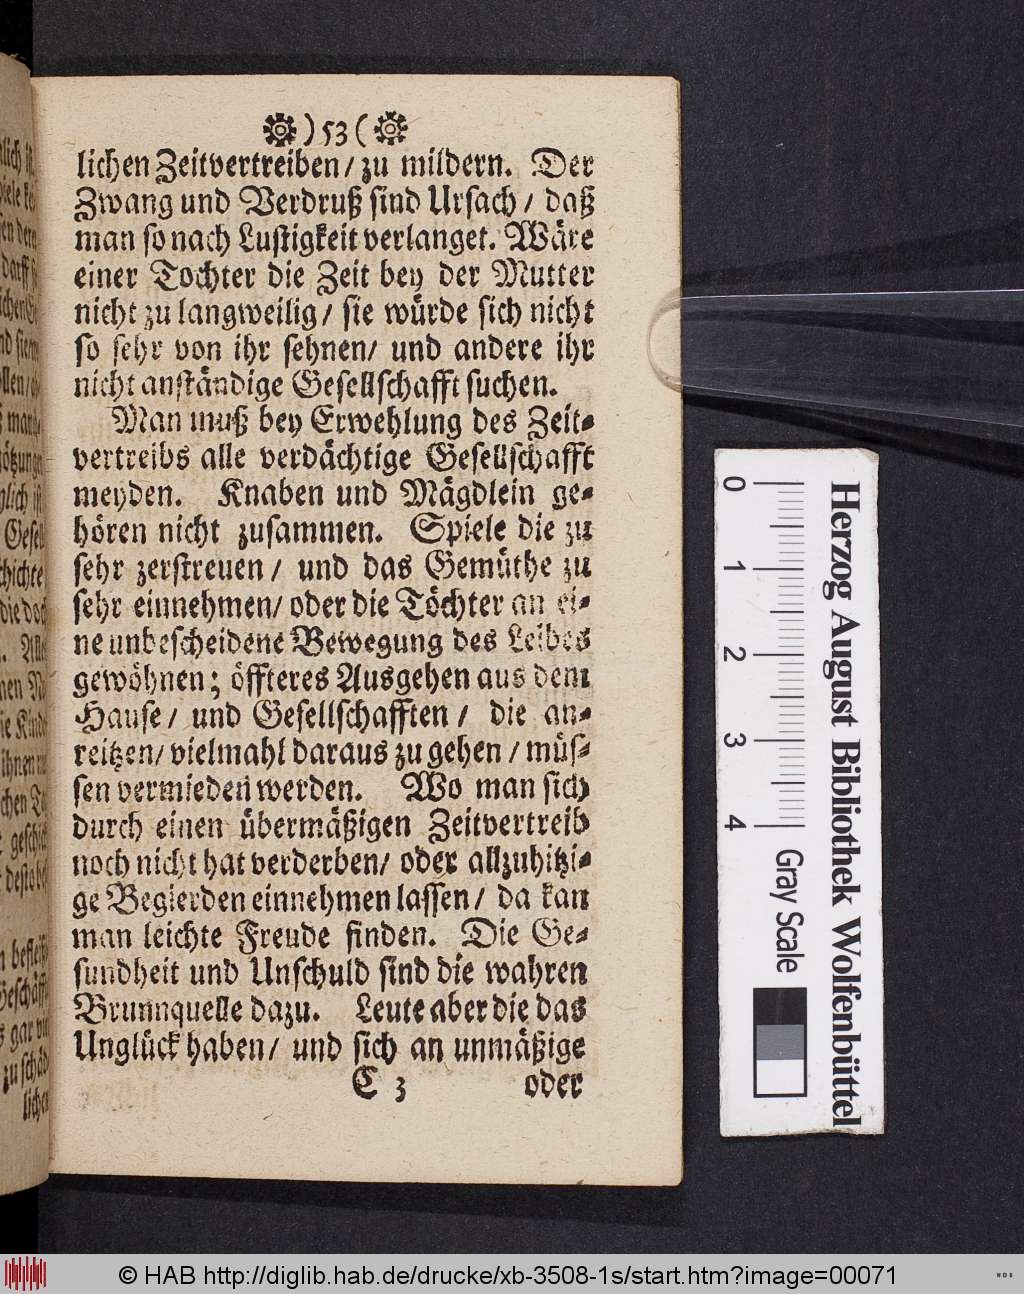 ) 53 (
lichen Zeitvertreiben / zu mildern. Der
Zwang und Verdruß sind Ursach / daß
man so nach Lustigkeit verlanget. Wäre
einer Tochter die Zeit bey der Mutter
nicht zu langweilig / sie würde sich nicht
so sehr von ihr sehnen / und andere ihr
nicht anständige Gesellschafft suchen.
Man muß bey Erwehlung des Zeit-
vertreibs alle verdächtige Gesellschafft
meyden. Knaben und Mägdlein ge-
hören nicht zusammen. Spiele die zu
sehr zerstreuen / und das Gemüthe zu
sehr einnehmen / oder die Töchter an ei-
ne unbescheidene Bewegung des Leibes
gewöhnen; öffteres Ausgehen aus dem
Hause / und Gesellschafften / die an-
reitzen / vielmahl daraus zu gehen / müs-
sen vermieden werden. Wo man sich
durch einen übermäßigen Zeitvertreib
noch nicht hat verderben / oder allzuhitzi-
ge Begierden einnehmen lassen / da kan
man leichte Freude finden. Die Ge-
sundheit und Unschuld sind die wahren
Brunnquelle dazu. Leute aber die das
Unglück haben / und sich an unmäßige
C 3 oder
Herzog August Bibliothek Wolfenbüttel
0 1 2 3 4
Gray Scale
© HAB http://diglib.hab.de/drucke/xb-3508-1s/start.htm?image=00071